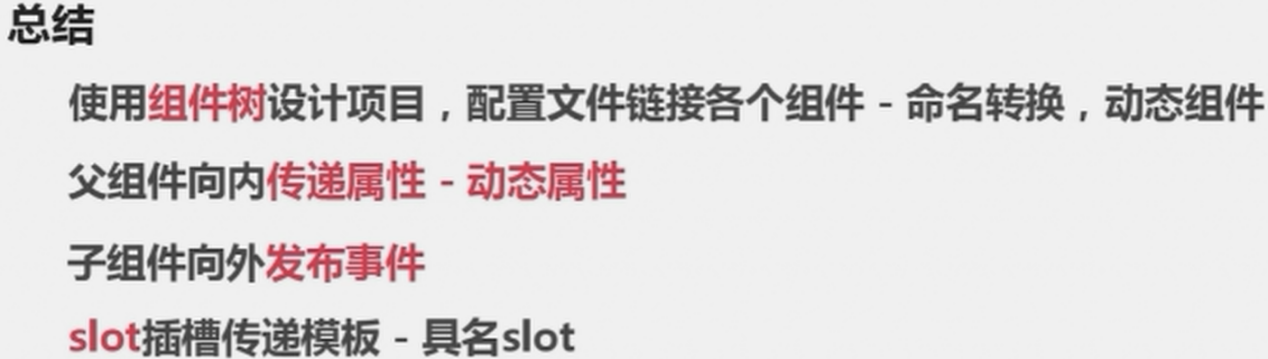 总结
使用组件树设计项目，配置文件链接各个组件 - 命名转换，动态组件
父组件向内传递属性 - 动态属性
子组件向外发布事件
slot插槽传递模板 - 具名slot